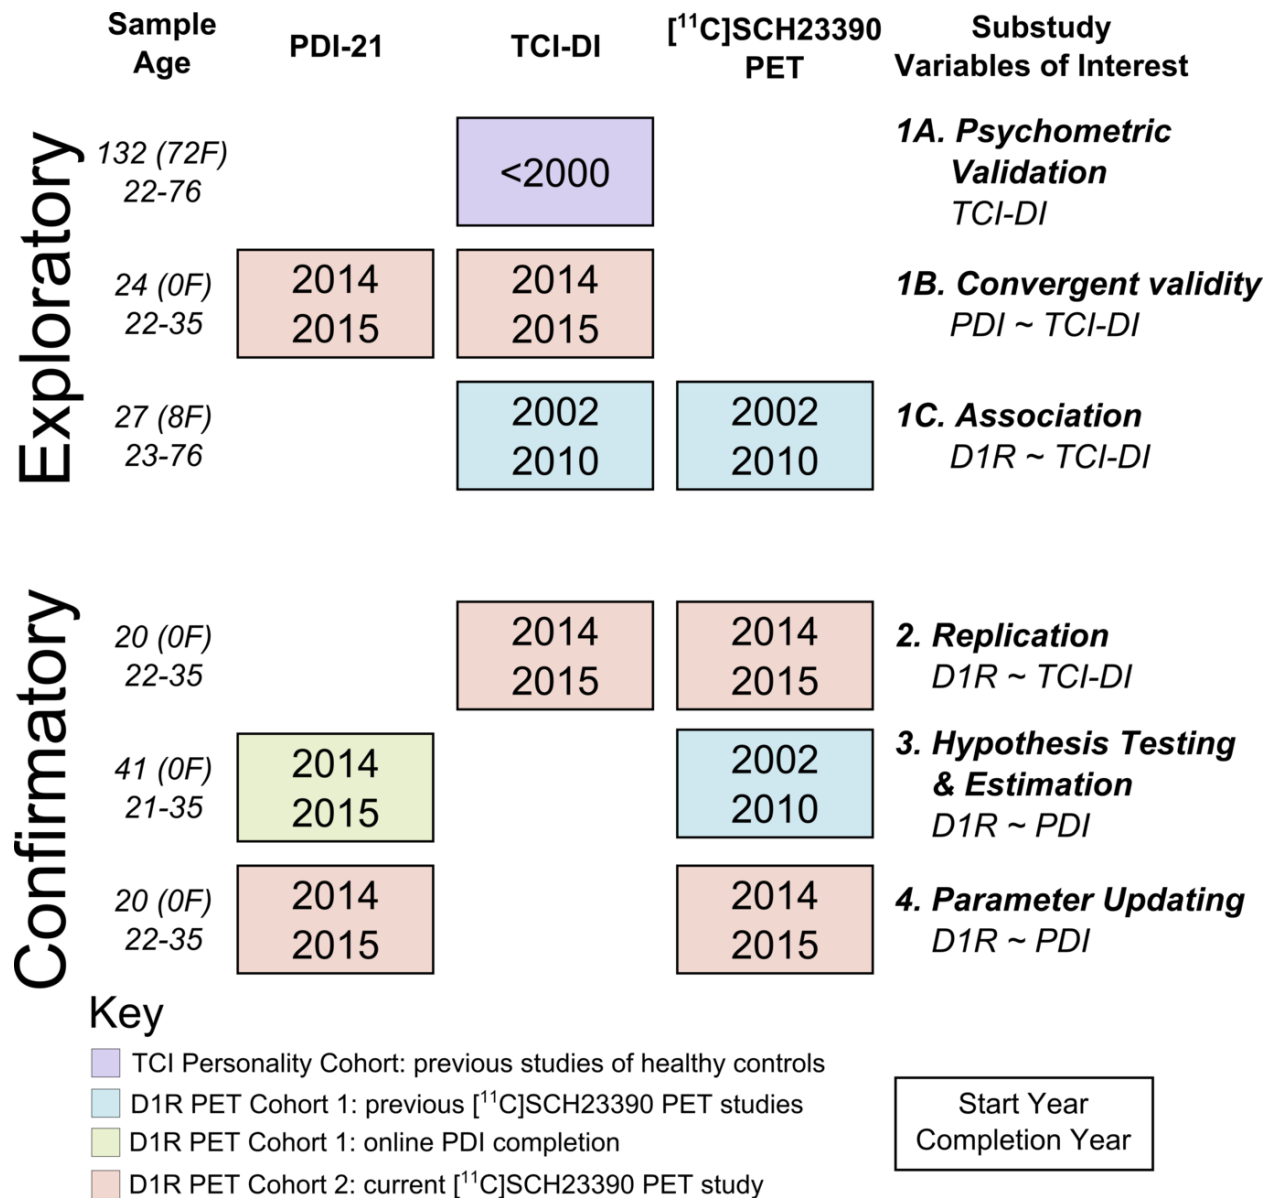 Sample
Age
PDI-21
TCI-DI
[¹¹C]SCH23390
PET
Substudy
Variables of Interest
Exploratory
132 (72F)
22-76
<2000
1A. Psychometric
Validation
TCI-DI
24 (0F)
22-35
2014
2015
2014
2015
1B. Convergent validity
PDI ~ TCI-DI
27 (8F)
23-76
2002
2010
2002
2010
1C. Association
D1R ~ TCI-DI
Confirmatory
20 (0F)
22-35
2014
2015
2014
2015
2. Replication
D1R ~ TCI-DI
41 (0F)
21-35
2014
2015
2002
2010
3. Hypothesis Testing
& Estimation
D1R ~ PDI
20 (0F)
22-35
2014
2015
2014
2015
4. Parameter Updating
D1R ~ PDI
Key
TCI Personality Cohort: previous studies of healthy controls
D1R PET Cohort 1: previous [¹¹C]SCH23390 PET studies
D1R PET Cohort 1: online PDI completion
D1R PET Cohort 2: current [¹¹C]SCH23390 PET study
Start Year
Completion Year